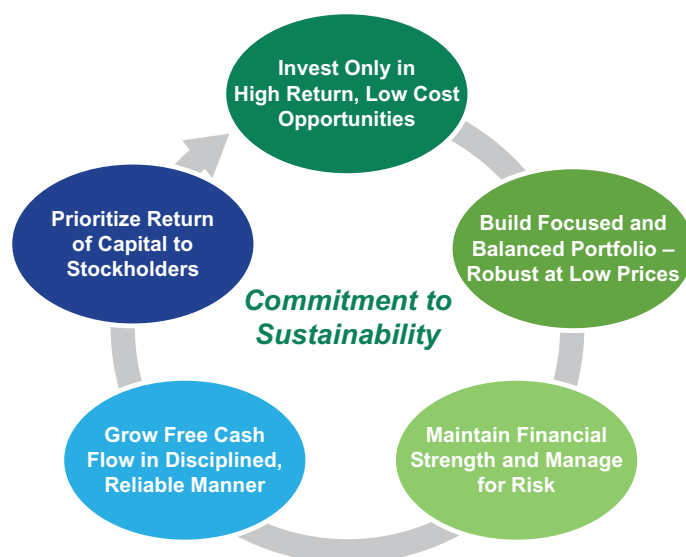 Invest Only in
High Return, Low Cost
Opportunities
Build Focused and
Balanced Portfolio –
Robust at Low Prices
Maintain Financial
Strength and Manage
for Risk
Grow Free Cash
Flow in Disciplined,
Reliable Manner
Prioritize Return
of Capital to
Stockholders
Commitment to
Sustainability